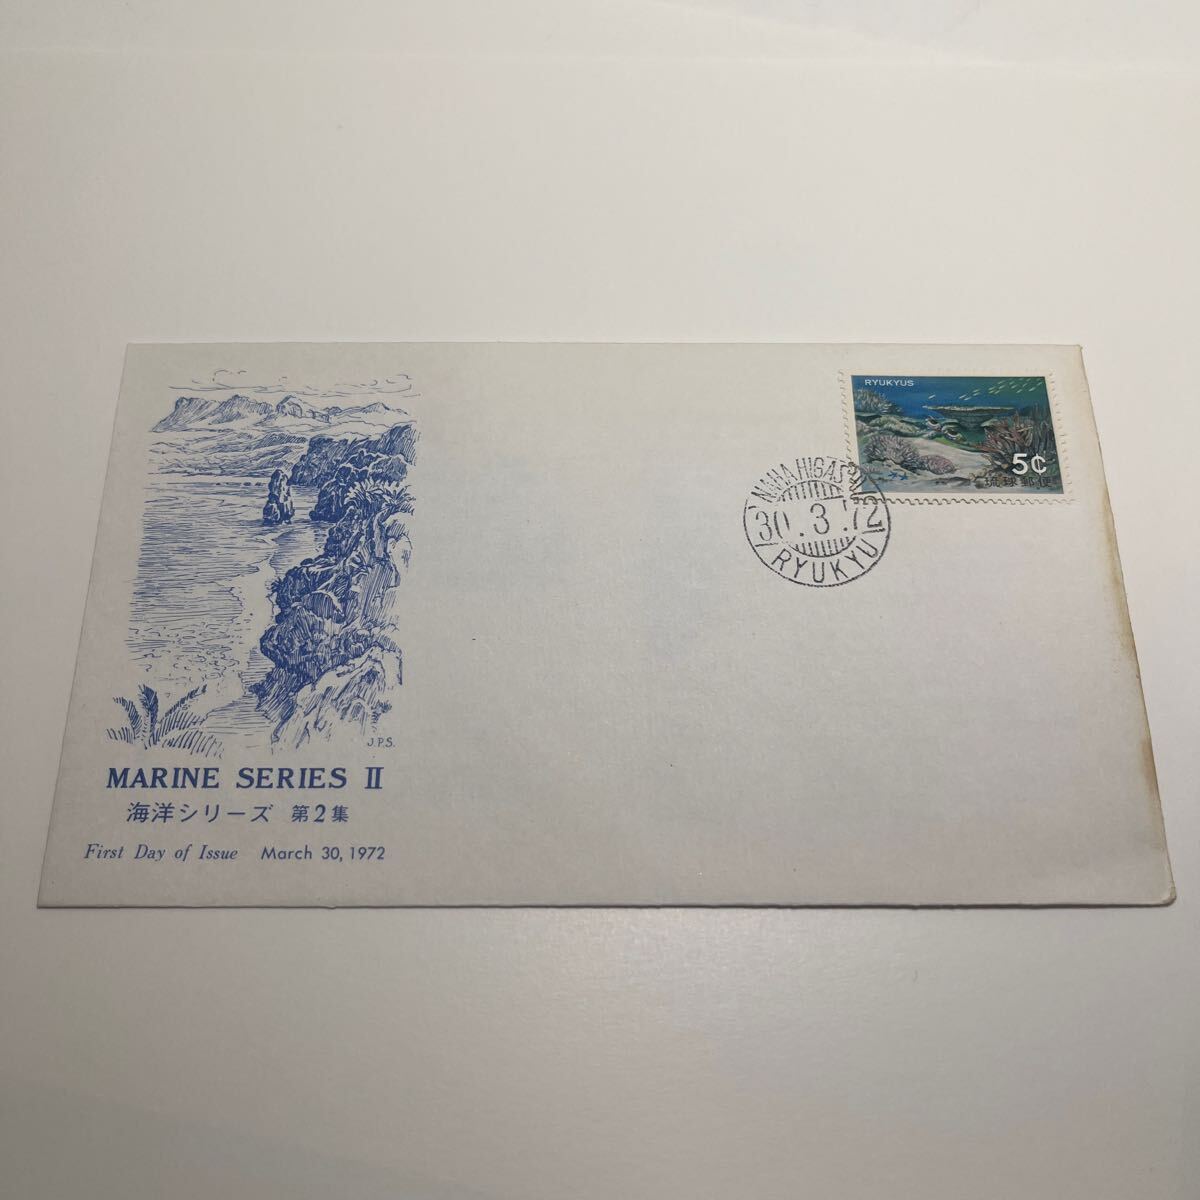 RYUKYUS
5¢
琉球郵便
NAHA HIGASHI
30.3.72
RYUKYU
J.P.S.
MARINE SERIES II
海洋シリーズ 第2集
First Day of Issue March 30, 1972